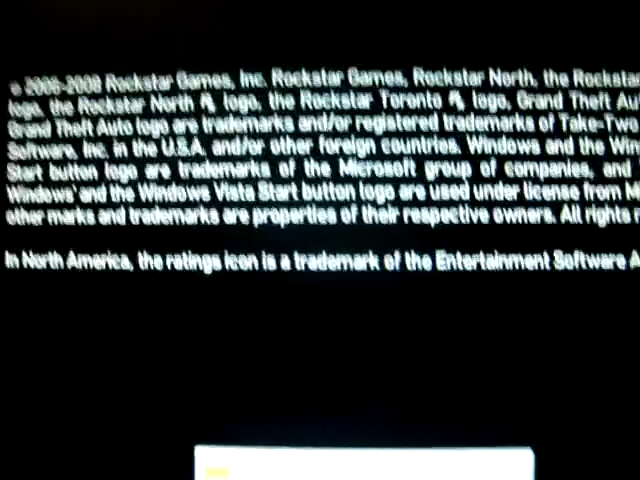 © 2006-2008 Rockstar Games, Inc. Rockstar Games, Rockstar North, the Rockstar
logo, the Rockstar North R logo, the Rockstar Toronto R logo, Grand Theft Au
Grand Theft Auto logo are trademarks and/or registered trademarks of Take-Two
Software, Inc. in the U.S.A. and/or other foreign countries. Windows and the Win
Start button logo are trademarks of the Microsoft group of companies, and
'Windows' and the Windows Vista Start button logo are used under license from M
other marks and trademarks are properties of their respective owners. All rights
In North America, the ratings icon is a trademark of the Entertainment Software A